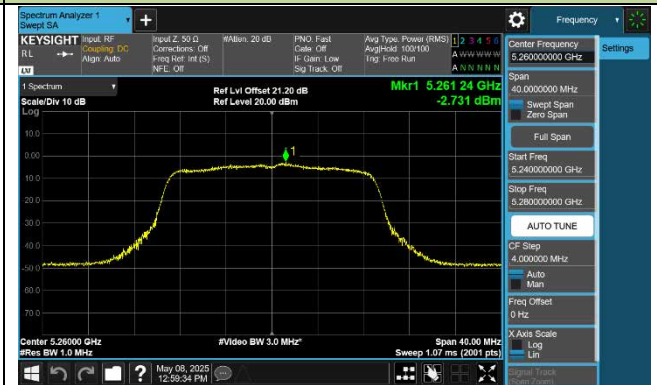 Spectrum Analyzer 1
Swept SA
+
Frequency
KEYSIGHT
RL
LXI
Input: RF
Coupling: DC
Align: Auto
Input Z: 50 Ω
Corrections: Off
Freq Ref: Int (S)
NFE: Off
#Atten: 20 dB
PNO: Fast
Gate: Off
IF Gain: Low
Sig Track: Off
Avg Type: Power (RMS)
Avg|Hold: 100/100
Trig: Free Run
1 2 3 4 5 6
A W W W W W
A N N N N N
Center Frequency
5.260000000 GHz
Settings
Span
40.0000000 MHz
Swept Span
Zero Span
Full Span
Start Freq
5.240000000 GHz
Stop Freq
5.280000000 GHz
AUTO TUNE
CF Step
4.000000 MHz
Auto
Man
Freq Offset
0 Hz
X Axis Scale
Log
Lin
Signal Track
(Span Zoom)
1 Spectrum
Scale/Div 10 dB
Log
Ref Lvl Offset 21.20 dB
Ref Level 20.00 dBm
Mkr1 5.261 24 GHz
-2.731 dBm
10.0
0.00
1
10.0
20.0
30.0
40.0
50.0
60.0
70.0
Center 5.26000 GHz
#Res BW 1.0 MHz
#Video BW 3.0 MHz*
Span 40.00 MHz
Sweep 1.07 ms (2001 pts)
?
May 08, 2025
12:59:34 PM